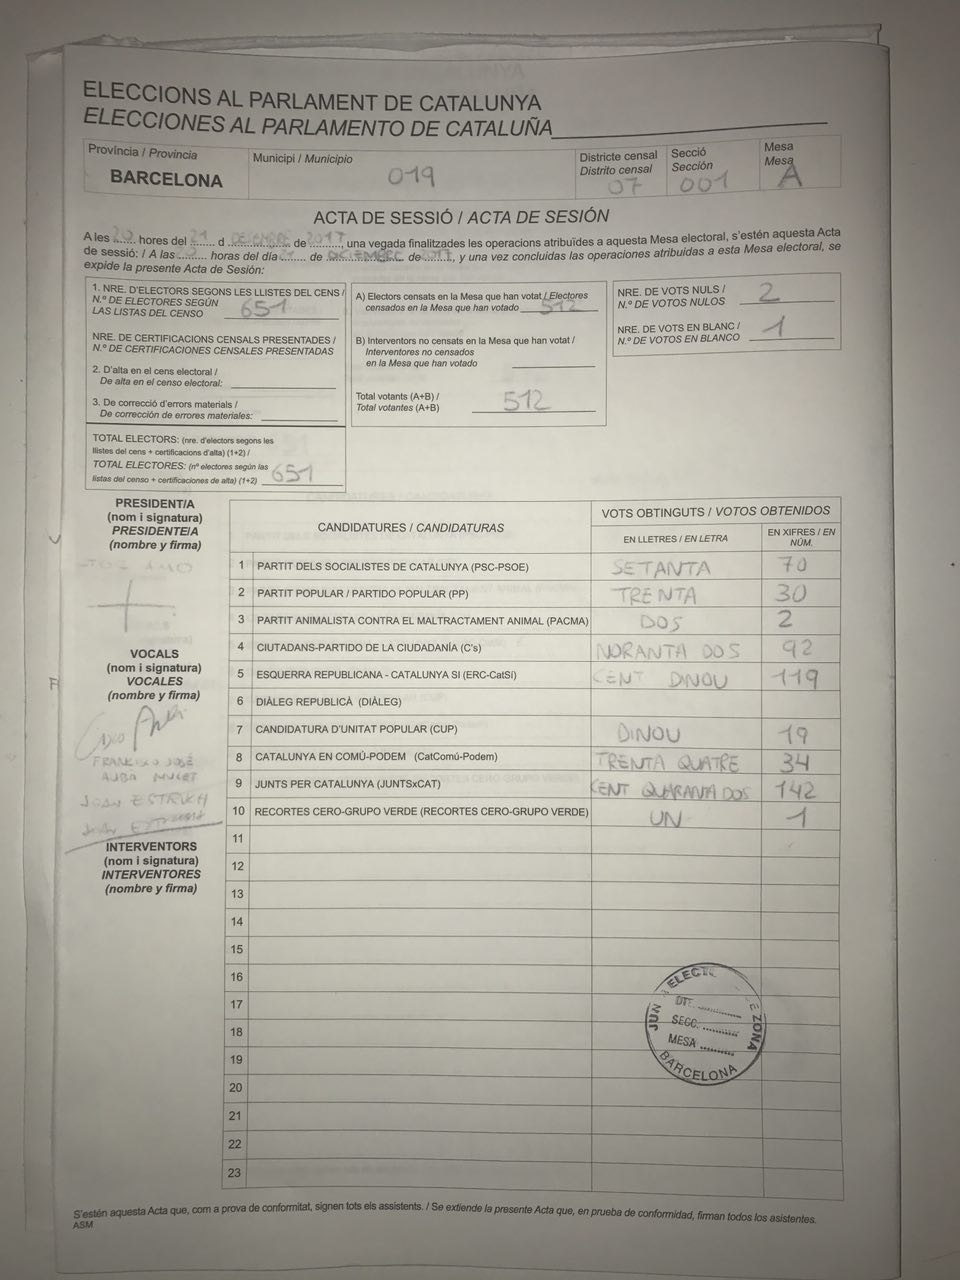 ELECCIONS AL PARLAMENT DE CATALUNYA
ELECCIONES AL PARLAMENTO DE CATALUÑA
Província / Provincia
BARCELONA
Municipi / Municipio
019
Districte censal
Distrito censal
07
Secció
Sección
001
Mesa
Mesa
A
ACTA DE SESSIÓ / ACTA DE SESIÓN
A les 20 hores del 21 d DESEMBRE de 2017, una vegada finalitzades les operacions atribuïdes a aquesta Mesa electoral, s'estén aquesta Acta
de sessió: / A las horas del día de DICIEMBRE de 2017, y una vez concluidas las operaciones atribuidas a esta Mesa electoral, se
expide la presente Acta de Sesión:
1. NRE. D'ELECTORS SEGONS LES LLISTES DEL CENS /
N.º DE ELECTORES SEGÚN
LAS LISTAS DEL CENSO 651
NRE. DE CERTIFICACIONS CENSALS PRESENTADES /
N.º DE CERTIFICACIONES CENSALES PRESENTADAS
2. D'alta en el cens electoral /
De alta en el censo electoral:
3. De correcció d'errors materials /
De corrección de errores materiales:
TOTAL ELECTORS: (nre. d'electors segons les
llistes del cens + certificacions d'alta) (1+2) /
TOTAL ELECTORES: (nº electores según las
listas del censo + certificaciones de alta) (1+2) 651
A) Electors censats en la Mesa que han votat / Electores
censados en la Mesa que han votado 512
B) Interventors no censats en la Mesa que han votat /
Interventores no censados
en la Mesa que han votado
Total votants (A+B) /
Total votantes (A+B) 512
NRE. DE VOTS NULS /
N.º DE VOTOS NULOS 2
NRE. DE VOTS EN BLANC /
N.º DE VOTOS EN BLANCO 1
PRESIDENT/A
(nom i signatura)
PRESIDENTE/A
(nombre y firma)
VOCALS
(nom i signatura)
VOCALES
(nombre y firma)
FRANCISCO JOSÉ
JOAN
INTERVENTORS
(nom i signatura)
INTERVENTORES
(nombre y firma)
CANDIDATURES / CANDIDATURAS
VOTS OBTINGUTS / VOTOS OBTENIDOS
EN LLETRES / EN LETRA
EN XIFRES / EN
NÚM.
1 PARTIT DELS SOCIALISTES DE CATALUNYA (PSC-PSOE) SETANTA 70
2 PARTIT POPULAR / PARTIDO POPULAR (PP) TRENTA 30
3 PARTIT ANIMALISTA CONTRA EL MALTRACTAMENT ANIMAL (PACMA) DOS 2
4 CIUTADANS-PARTIDO DE LA CIUDADANÍA (C's) NORANTA DOS 92
5 ESQUERRA REPUBLICANA - CATALUNYA SI (ERC-CatSí) CENT DINOU 119
6 DIÀLEG REPUBLICÀ (DIÀLEG)
7 CANDIDATURA D'UNITAT POPULAR (CUP) DINOU 19
8 CATALUNYA EN COMÚ-PODEM (CatComú-Podem) TRENTA QUATRE 34
9 JUNTS PER CATALUNYA (JUNTSxCAT) CENT QUARANTA DOS 142
10 RECORTES CERO-GRUPO VERDE (RECORTES CERO-GRUPO VERDE) UN 1
11
12
13
14
15
16
17
18
19
20
21
22
23
DTT.
SECC.
MESA
ZONA
BARCELONA
S'estén aquesta Acta que, com a prova de conformitat, signen tots els assistents. / Se extiende la presente Acta que, en prueba de conformidad, firman todos los asistentes.
ASM